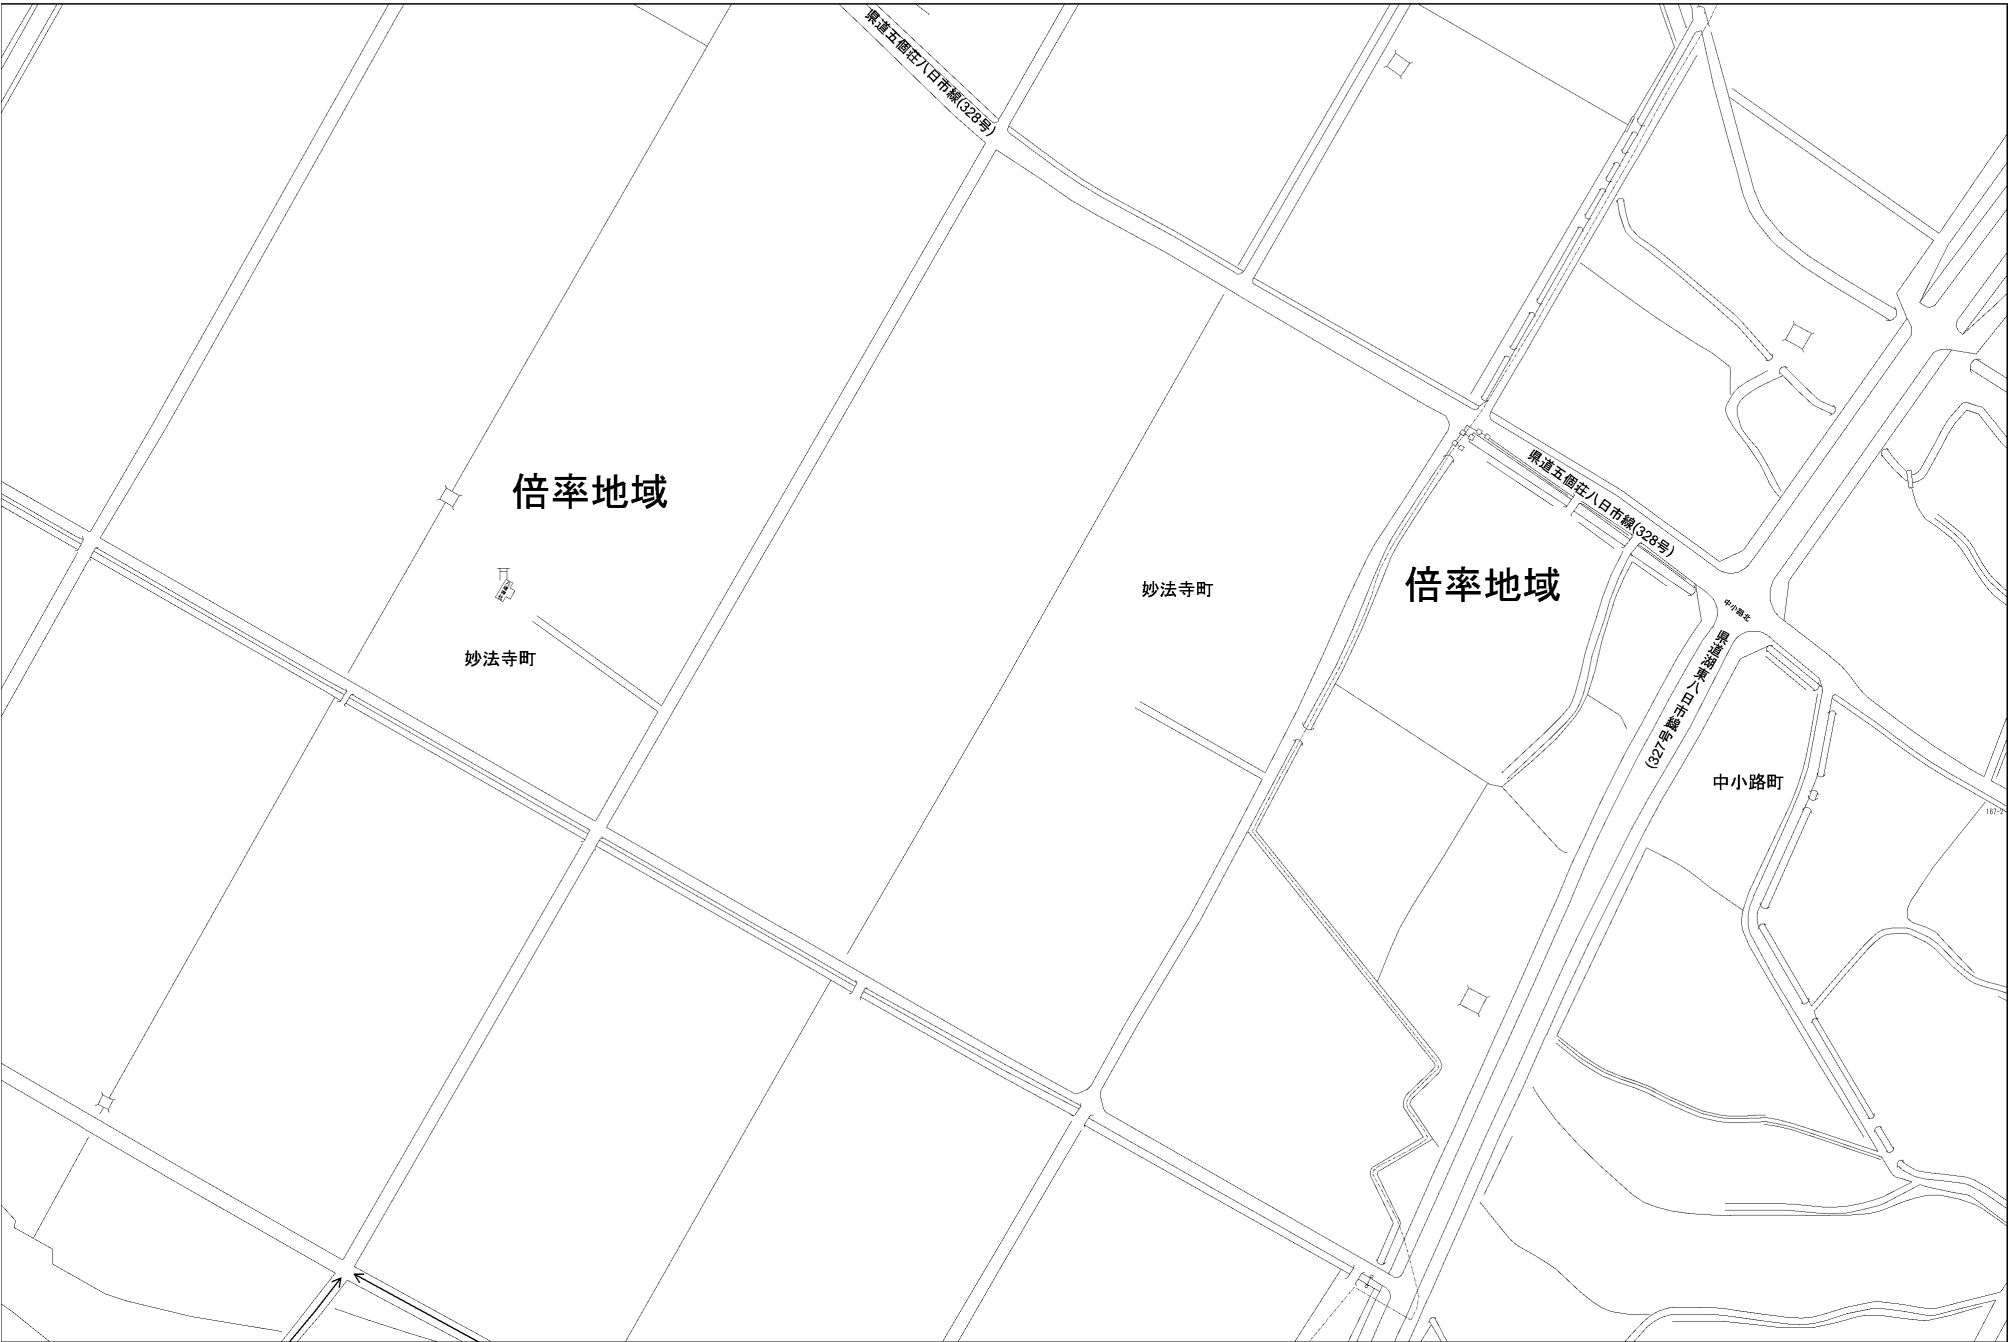 県道五個荘八日市線(328号)
倍率地域
妙法寺町
妙法寺町
県道五個荘八日市線(328号)
倍率地域
中小路北
県道湖東八日市線(327号)
中小路町
167-2